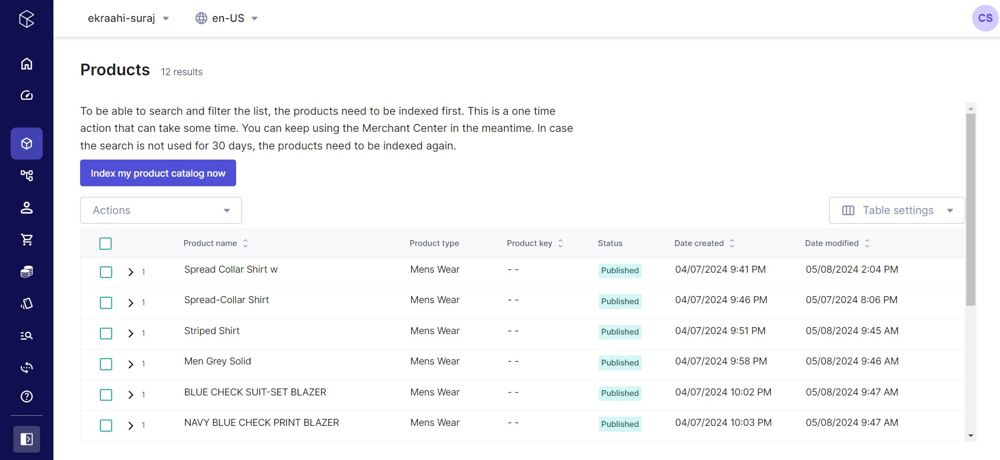 ekraahi-suraj en-US CS
Products 12 results
To be able to search and filter the list, the products need to be indexed first. This is a one time
action that can take some time. You can keep using the Merchant Center in the meantime. In case
the search is not used for 30 days, the products need to be indexed again.
Index my product catalog now
Actions Table settings
Product name Product type Product key Status Date created Date modified
1 Spread Collar Shirt w Mens Wear - - Published 04/07/2024 9:41 PM 05/08/2024 2:04 PM
1 Spread-Collar Shirt Mens Wear - - Published 04/07/2024 9:46 PM 05/07/2024 8:06 PM
1 Striped Shirt Mens Wear - - Published 04/07/2024 9:51 PM 05/08/2024 9:45 AM
1 Men Grey Solid Mens Wear - - Published 04/07/2024 9:58 PM 05/08/2024 9:46 AM
1 BLUE CHECK SUIT-SET BLAZER Mens Wear - - Published 04/07/2024 10:02 PM 05/08/2024 9:47 AM
1 NAVY BLUE CHECK PRINT BLAZER Mens Wear - - Published 04/07/2024 10:03 PM 05/08/2024 9:47 AM